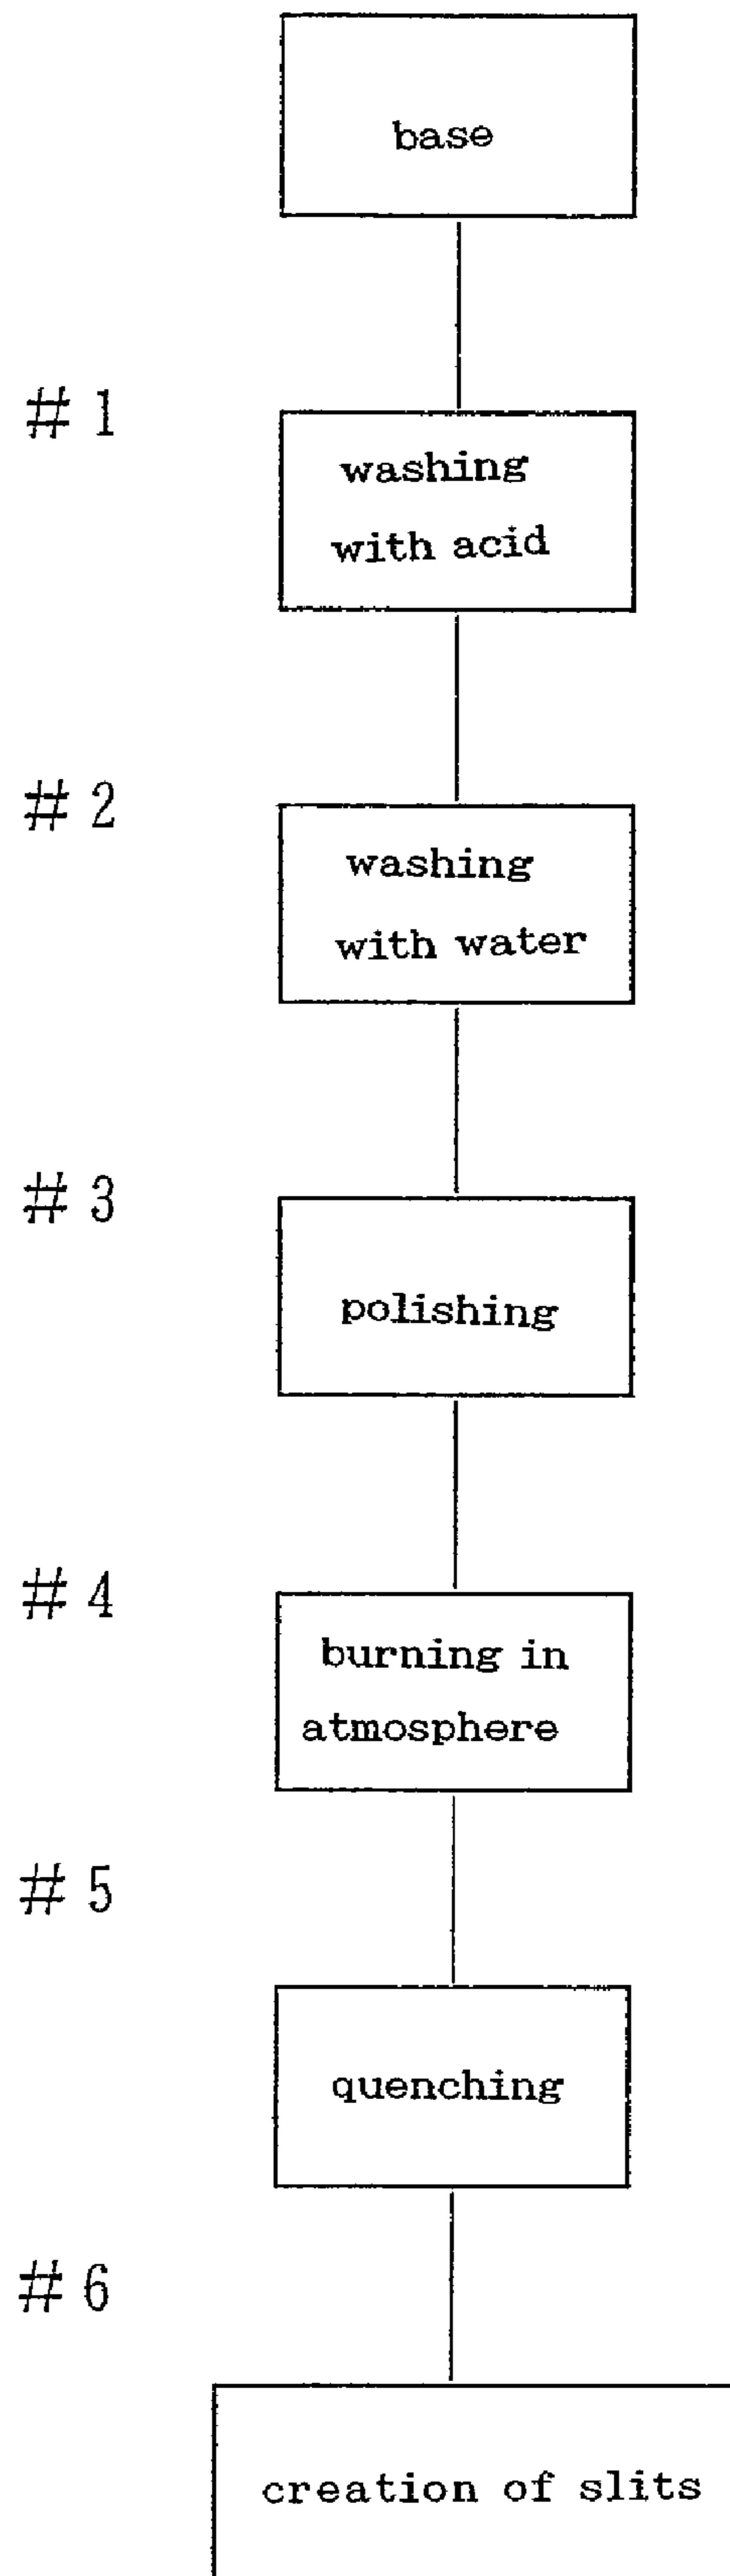 base
# 1
washing
with acid
# 2
washing
with water
# 3
polishing
# 4
burning in
atmosphere
# 5
quenching
# 6
creation of slits